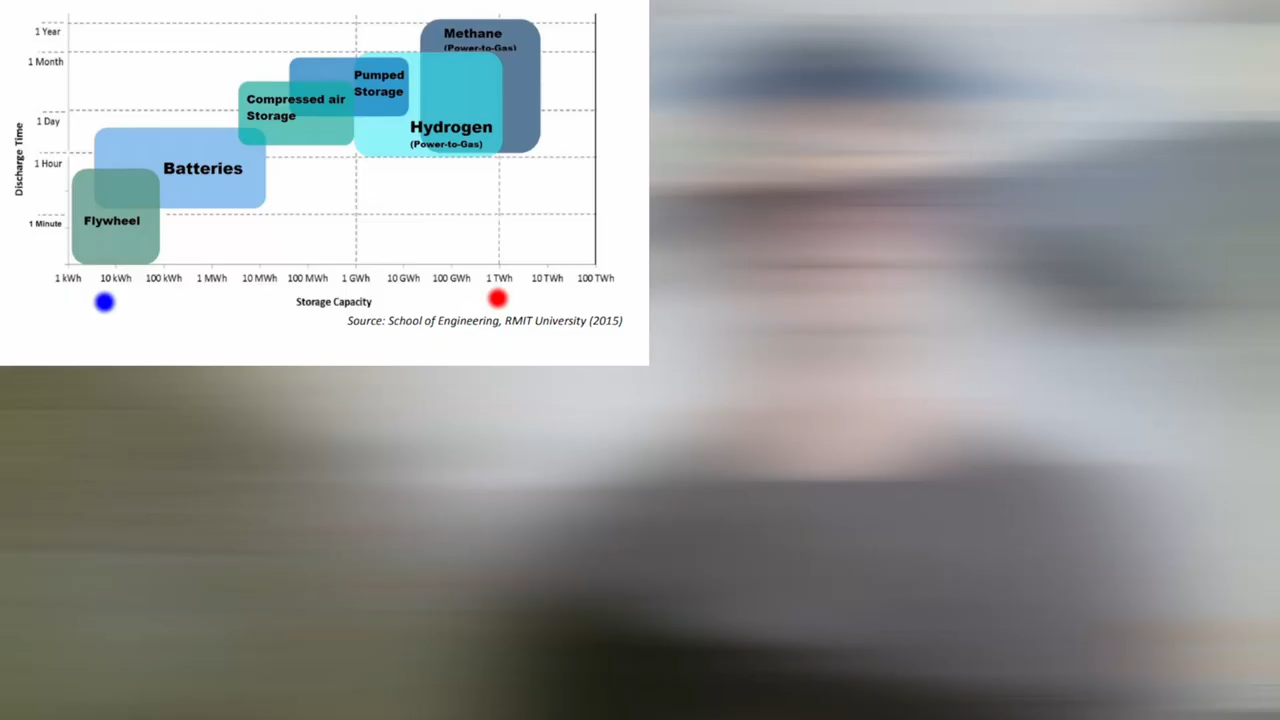 1 Year
Methane
(Power-to-Gas)
1 Month
Pumped
Storage
Compressed air
Storage
1 Day
Hydrogen
(Power-to-Gas)
Discharge Time
1 Hour
Batteries
Flywheel
1 Minute
1 kWh 10 kWh 100 kWh 1 MWh 10 MWh 100 MWh 1 GWh 10 GWh 100 GWh 1 TWh 10 TWh 100 TWh
Storage Capacity
Source: School of Engineering, RMIT University (2015)